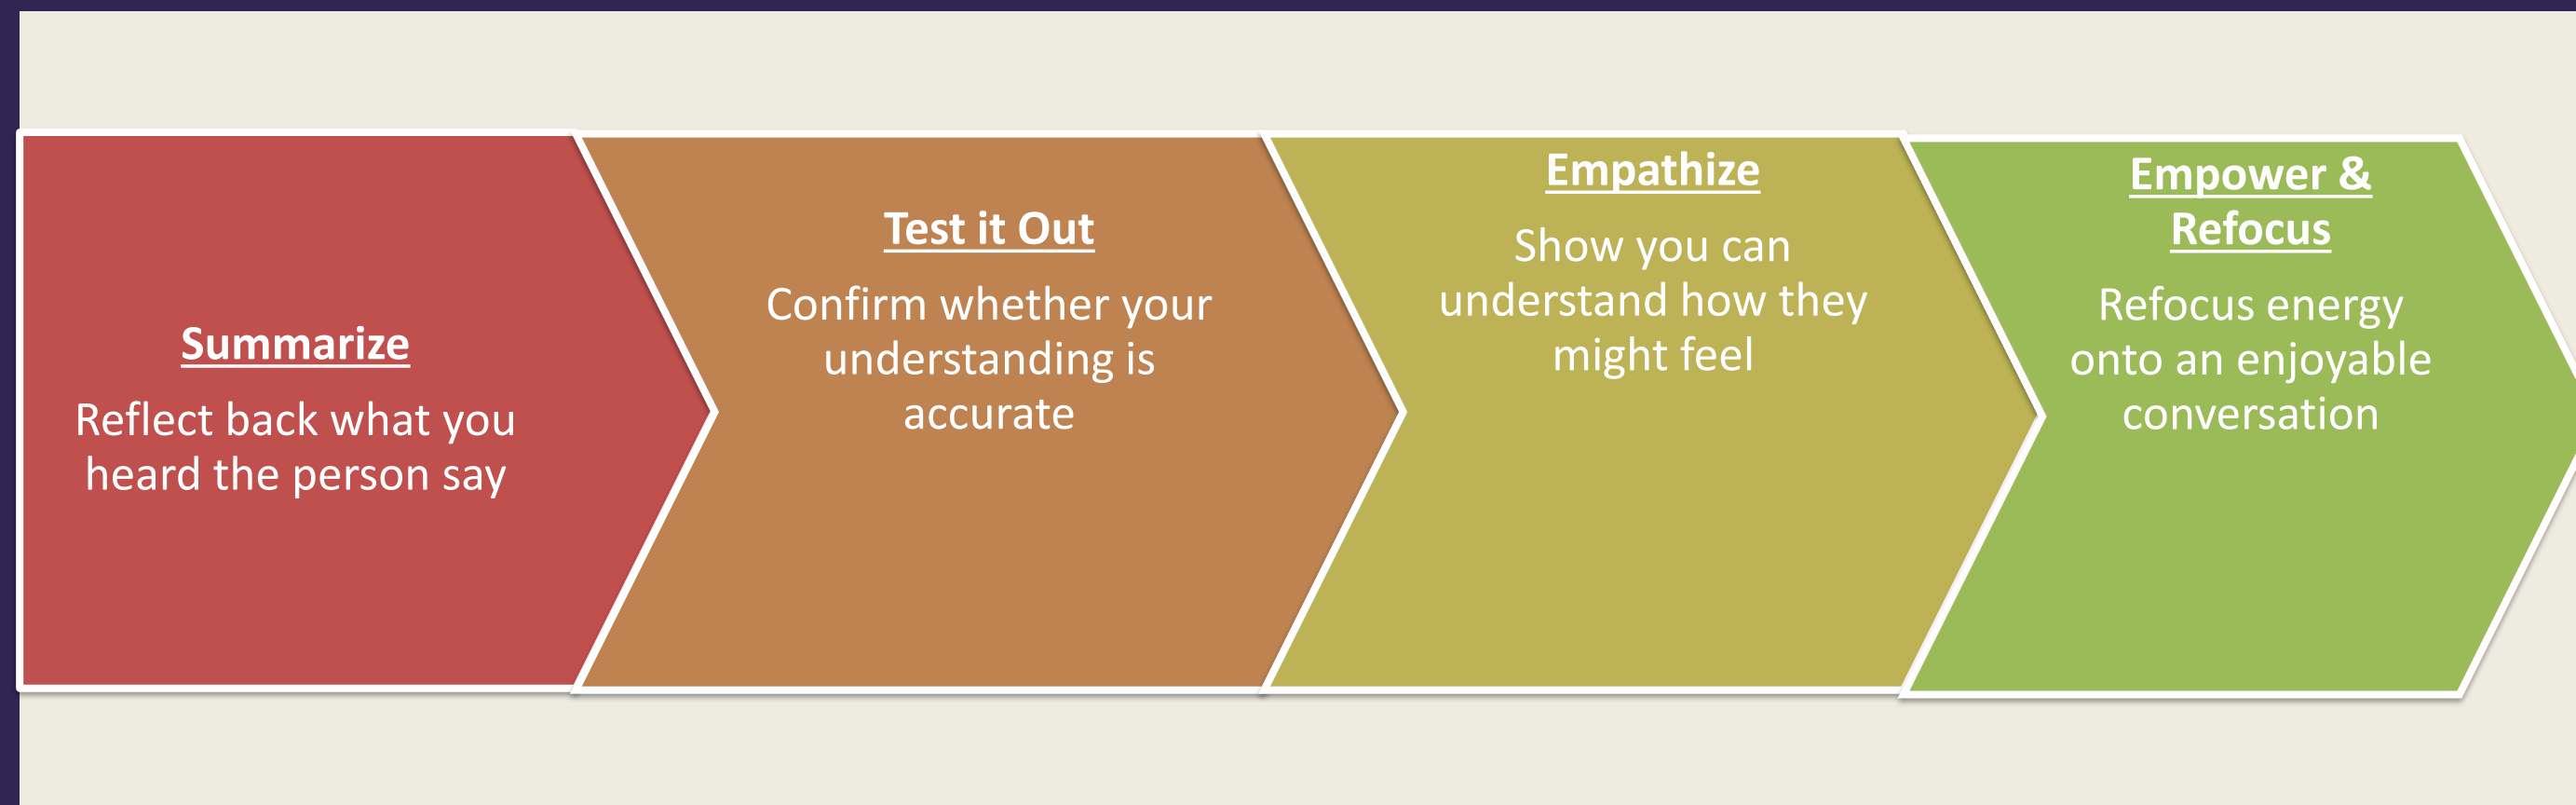 Summarize
Reflect back what you
heard the person say
Test it Out
Confirm whether your
understanding is
accurate
Empathize
Show you can
understand how they
might feel
Empower &
Refocus
Refocus energy
onto an enjoyable
conversation